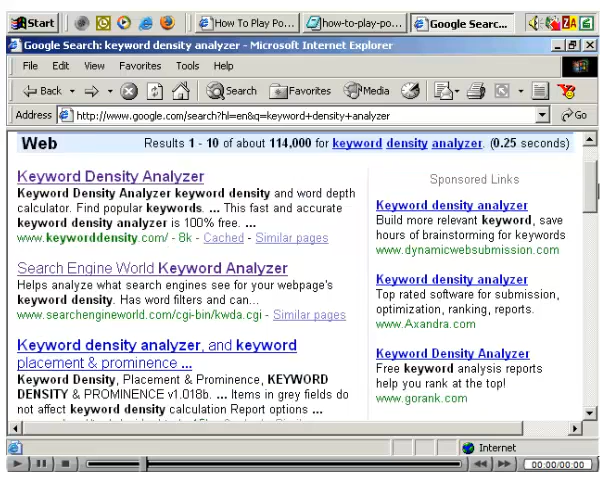 Start
How To Play Po...
how-to-play-po...
Google Searc...
ZA
Google Search: keyword density analyzer - Microsoft Internet Explorer
File Edit View Favorites Tools Help
Back Search Favorites Media
Address http://www.google.com/search?hl=en&q=keyword+density+analyzer Go
Web Results 1 - 10 of about 114,000 for keyword density analyzer. (0.25 seconds)
Keyword Density Analyzer
Keyword Density Analyzer keyword density and word depth
calculator. Find popular keywords. ... This fast and accurate
keyword density analyzer is 100% free. ...
www.keyworddensity.com/ - 8k - Cached - Similar pages
Search Engine World Keyword Analyzer
Helps analyze what search engines see for your webpage's
keyword density. Has word filters and can...
www.searchengineworld.com/cgi-bin/kwda.cgi - Similar pages
Keyword density analyzer, and keyword
placement & prominence ...
Keyword Density, Placement & Prominence, KEYWORD
DENSITY & PROMINENCE v1.018b. ... Items in grey fields do
not affect keyword density calculation Report options ...
Sponsored Links
Keyword density analyzer
Build more relevant keyword, save
hours of brainstorming for keywords
www.dynamicwebsubmission.com
Keyword density analyzer
Top rated software for submission,
optimization, ranking, reports.
www.Axandra.com
Keyword Density Analyzer
Free keyword analysis reports
help you rank at the top!
www.gorank.com
Internet
00:00/00:00